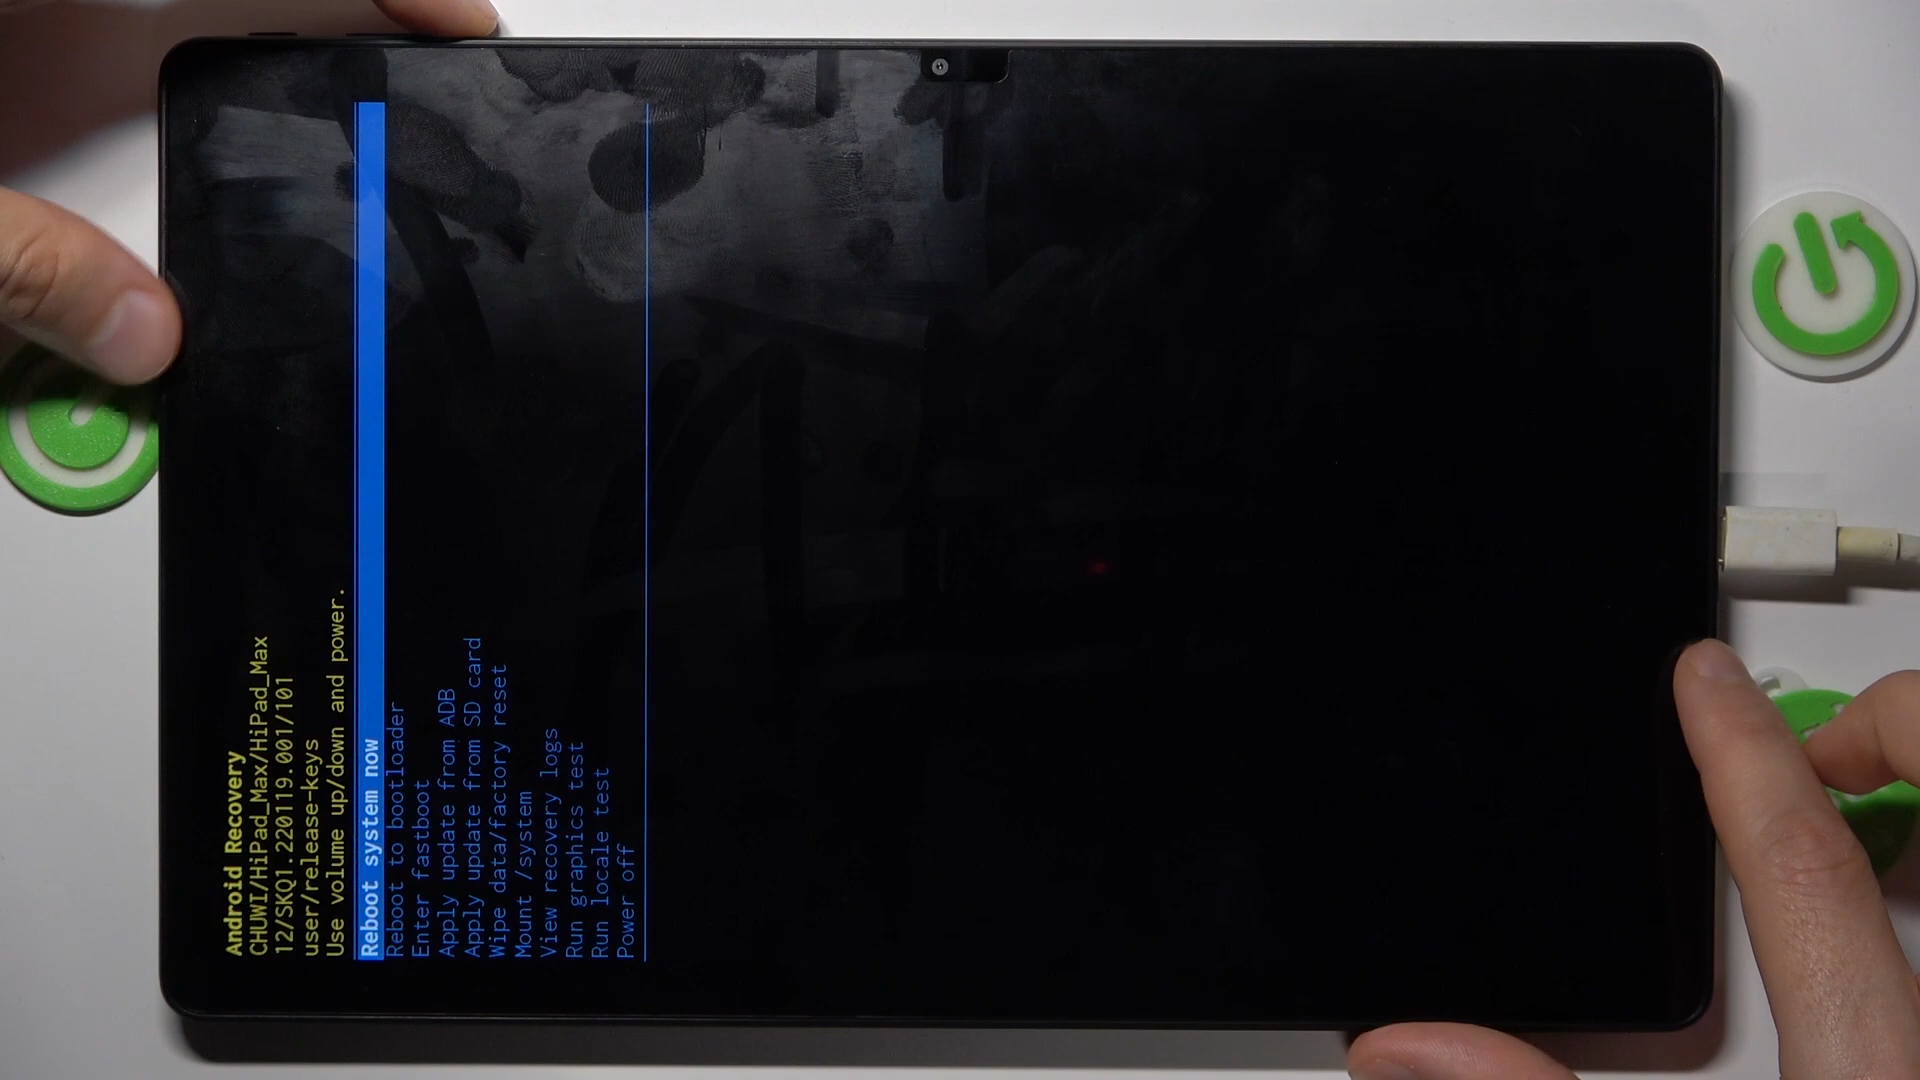 Android Recovery
CHUWI/HiPad_Max/HiPad_Max
12/SKQ1.220119.001/101
user/release-keys
Use volume up/down and power.
Reboot system now
Reboot to bootloader
Enter fastboot
Apply update from ADB
Apply update from SD card
Wipe data/factory reset
Mount /system
View recovery logs
Run graphics test
Run locale test
Power off